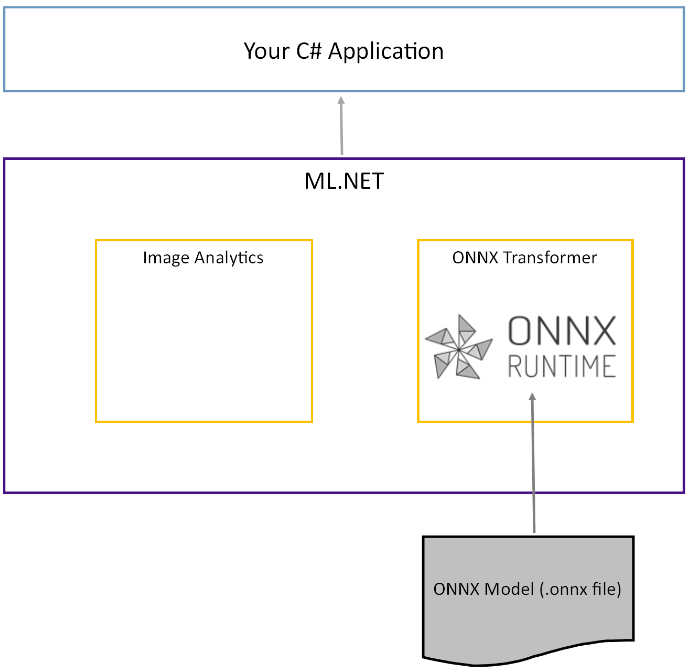 Your C# Application
ML.NET
Image Analytics
ONNX Transformer
ONNX
RUNTIME
ONNX Model (.onnx file)